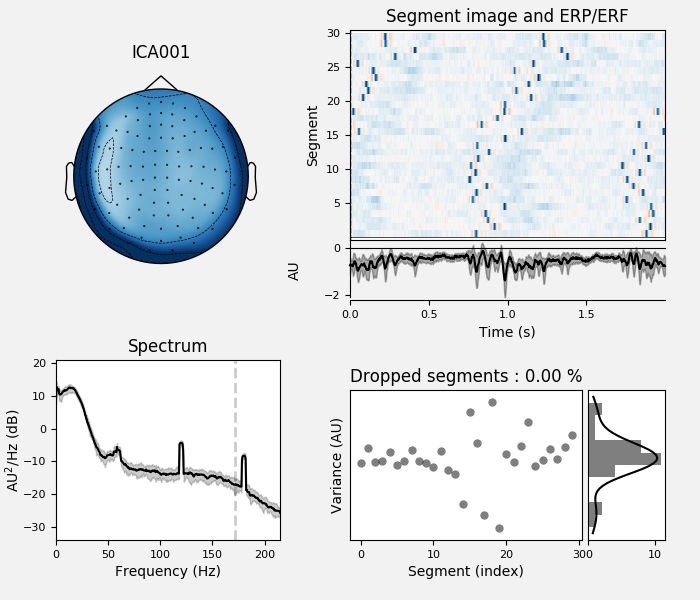 ICA001
Segment image and ERP/ERF
Segment
30
25
20
15
10
5
AU
0
−2
0.0 0.5 1.0 1.5
Time (s)
Spectrum
AU²/Hz (dB)
20
10
0
−10
−20
−30
0 50 100 150 200
Frequency (Hz)
Dropped segments : 0.00 %
Variance (AU)
0 10 20 30
Segment (index)
0 10